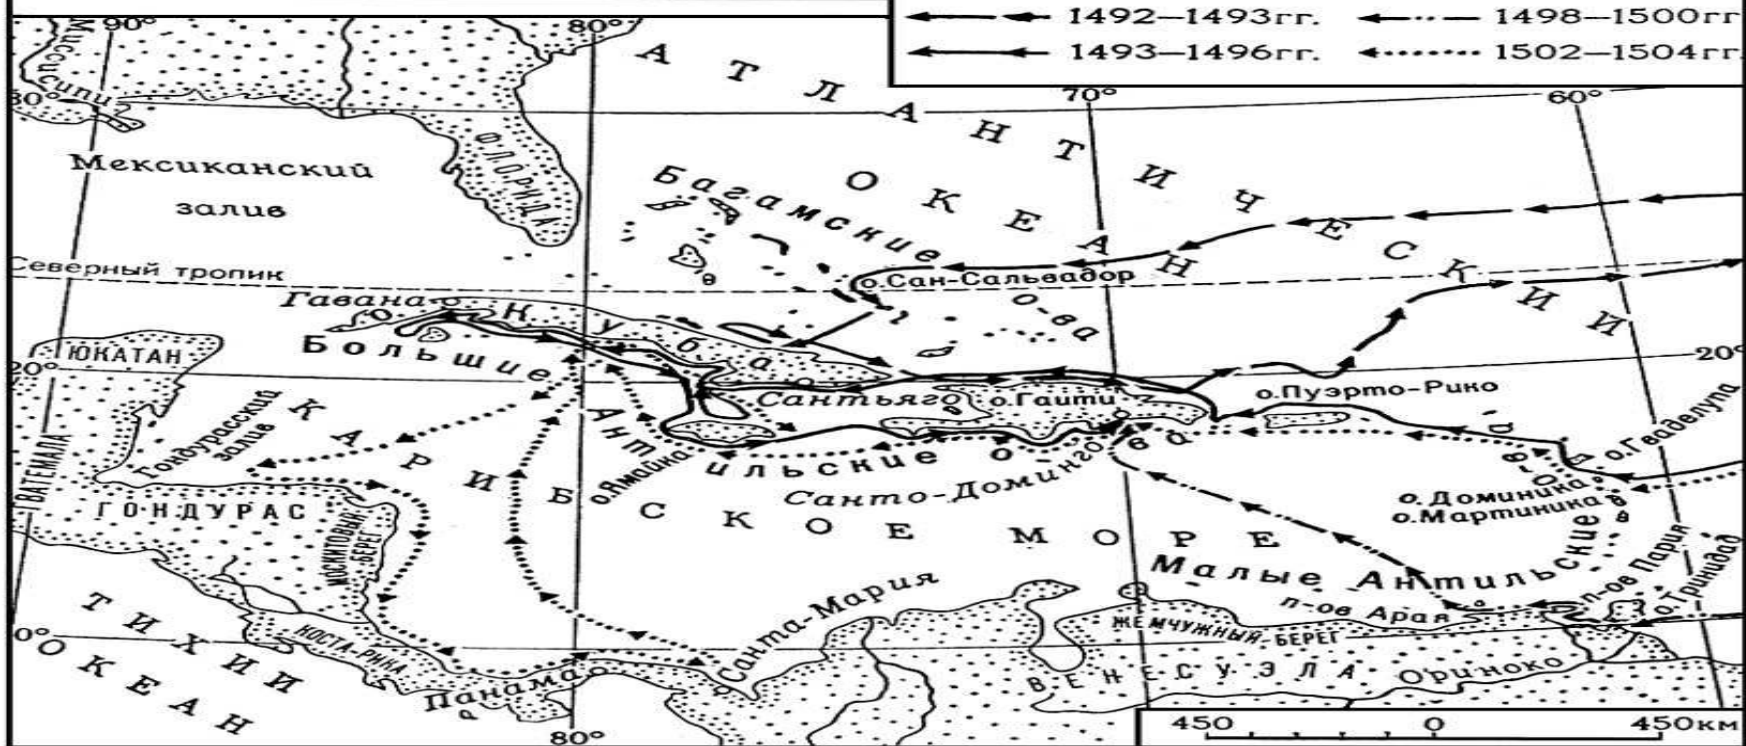 1492–1493гг.
1498–1500гг
1493–1496гг.
1502–1504гг.
90°
80°
70°
60°
Миссисипи
30°
АТЛАНТИЧЕСКИЙ
ОКЕАН
Мексиканский
залив
ФЛОРИДА
Багамские
о-ва
Северный тропик
о.Сан-Сальвадор
Гавана
о Куба
ЮКАТАН
20°
20°
Большие
Антильские о-ва
Сантьяго
о.Гаити
о.Пуэрто-Рико
о.Гваделупа
о.Ямайка
Санто-Доминго
о.Доминика
о.Мартиника
Гондурасский
залив
КАРИБСКОЕ МОРЕ
ГВАТЕМАЛА
ГОНДУРАС
МОСКИТОВЫЙ
БЕРЕГ
Малые Антильские о-ва
п-ов Пария
о.Тринидад
п-ов Арая
ЖЕМЧУЖНЫЙ БЕРЕГ
ТИХИЙ
ОКЕАН
0°
КОСТА-РИКА
Санта-Мария
Панама
ВЕНЕСУЭЛА
Ориноко
80°
450 0 450км